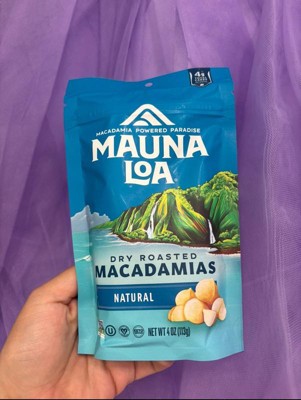 MACADAMIA POWERED PARADISE
MAUNA
LOA
DRY ROASTED
MACADAMIAS
NATURAL
NET WT 4 OZ (113g)